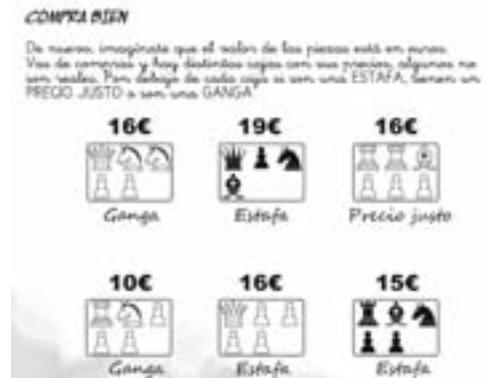 COMPRA BIEN
De nuevo, imagínate que el valor de las piezas está en euros.
Vas de compras y hay distintas cajas con sus precios, algunos no
son reales. Pon debajo de cada caja si son una ESTAFA, tienen un
PRECIO JUSTO o son una GANGA
16€ 19€ 16€
Ganga Estafa Precio justo
10€ 16€ 15€
Ganga Estafa Estafa